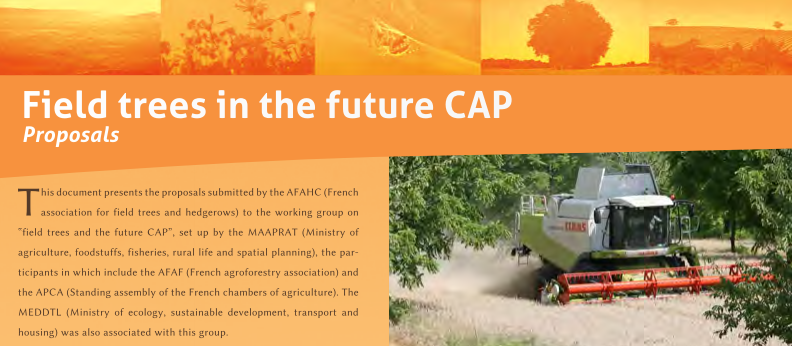 Field trees in the future CAP
Proposals
This document presents the proposals submitted by the AFAHC (French
association for field trees and hedgerows) to the working group on
"field trees and the future CAP", set up by the MAAPRAT (Ministry of
agriculture, foodstuffs, fisheries, rural life and spatial planning), the par-
ticipants in which include the AFAF (French agroforestry association) and
the APCA (Standing assembly of the French chambers of agriculture). The
MEDDTL (Ministry of ecology, sustainable development, transport and
housing) was also associated with this group.
CLAAS